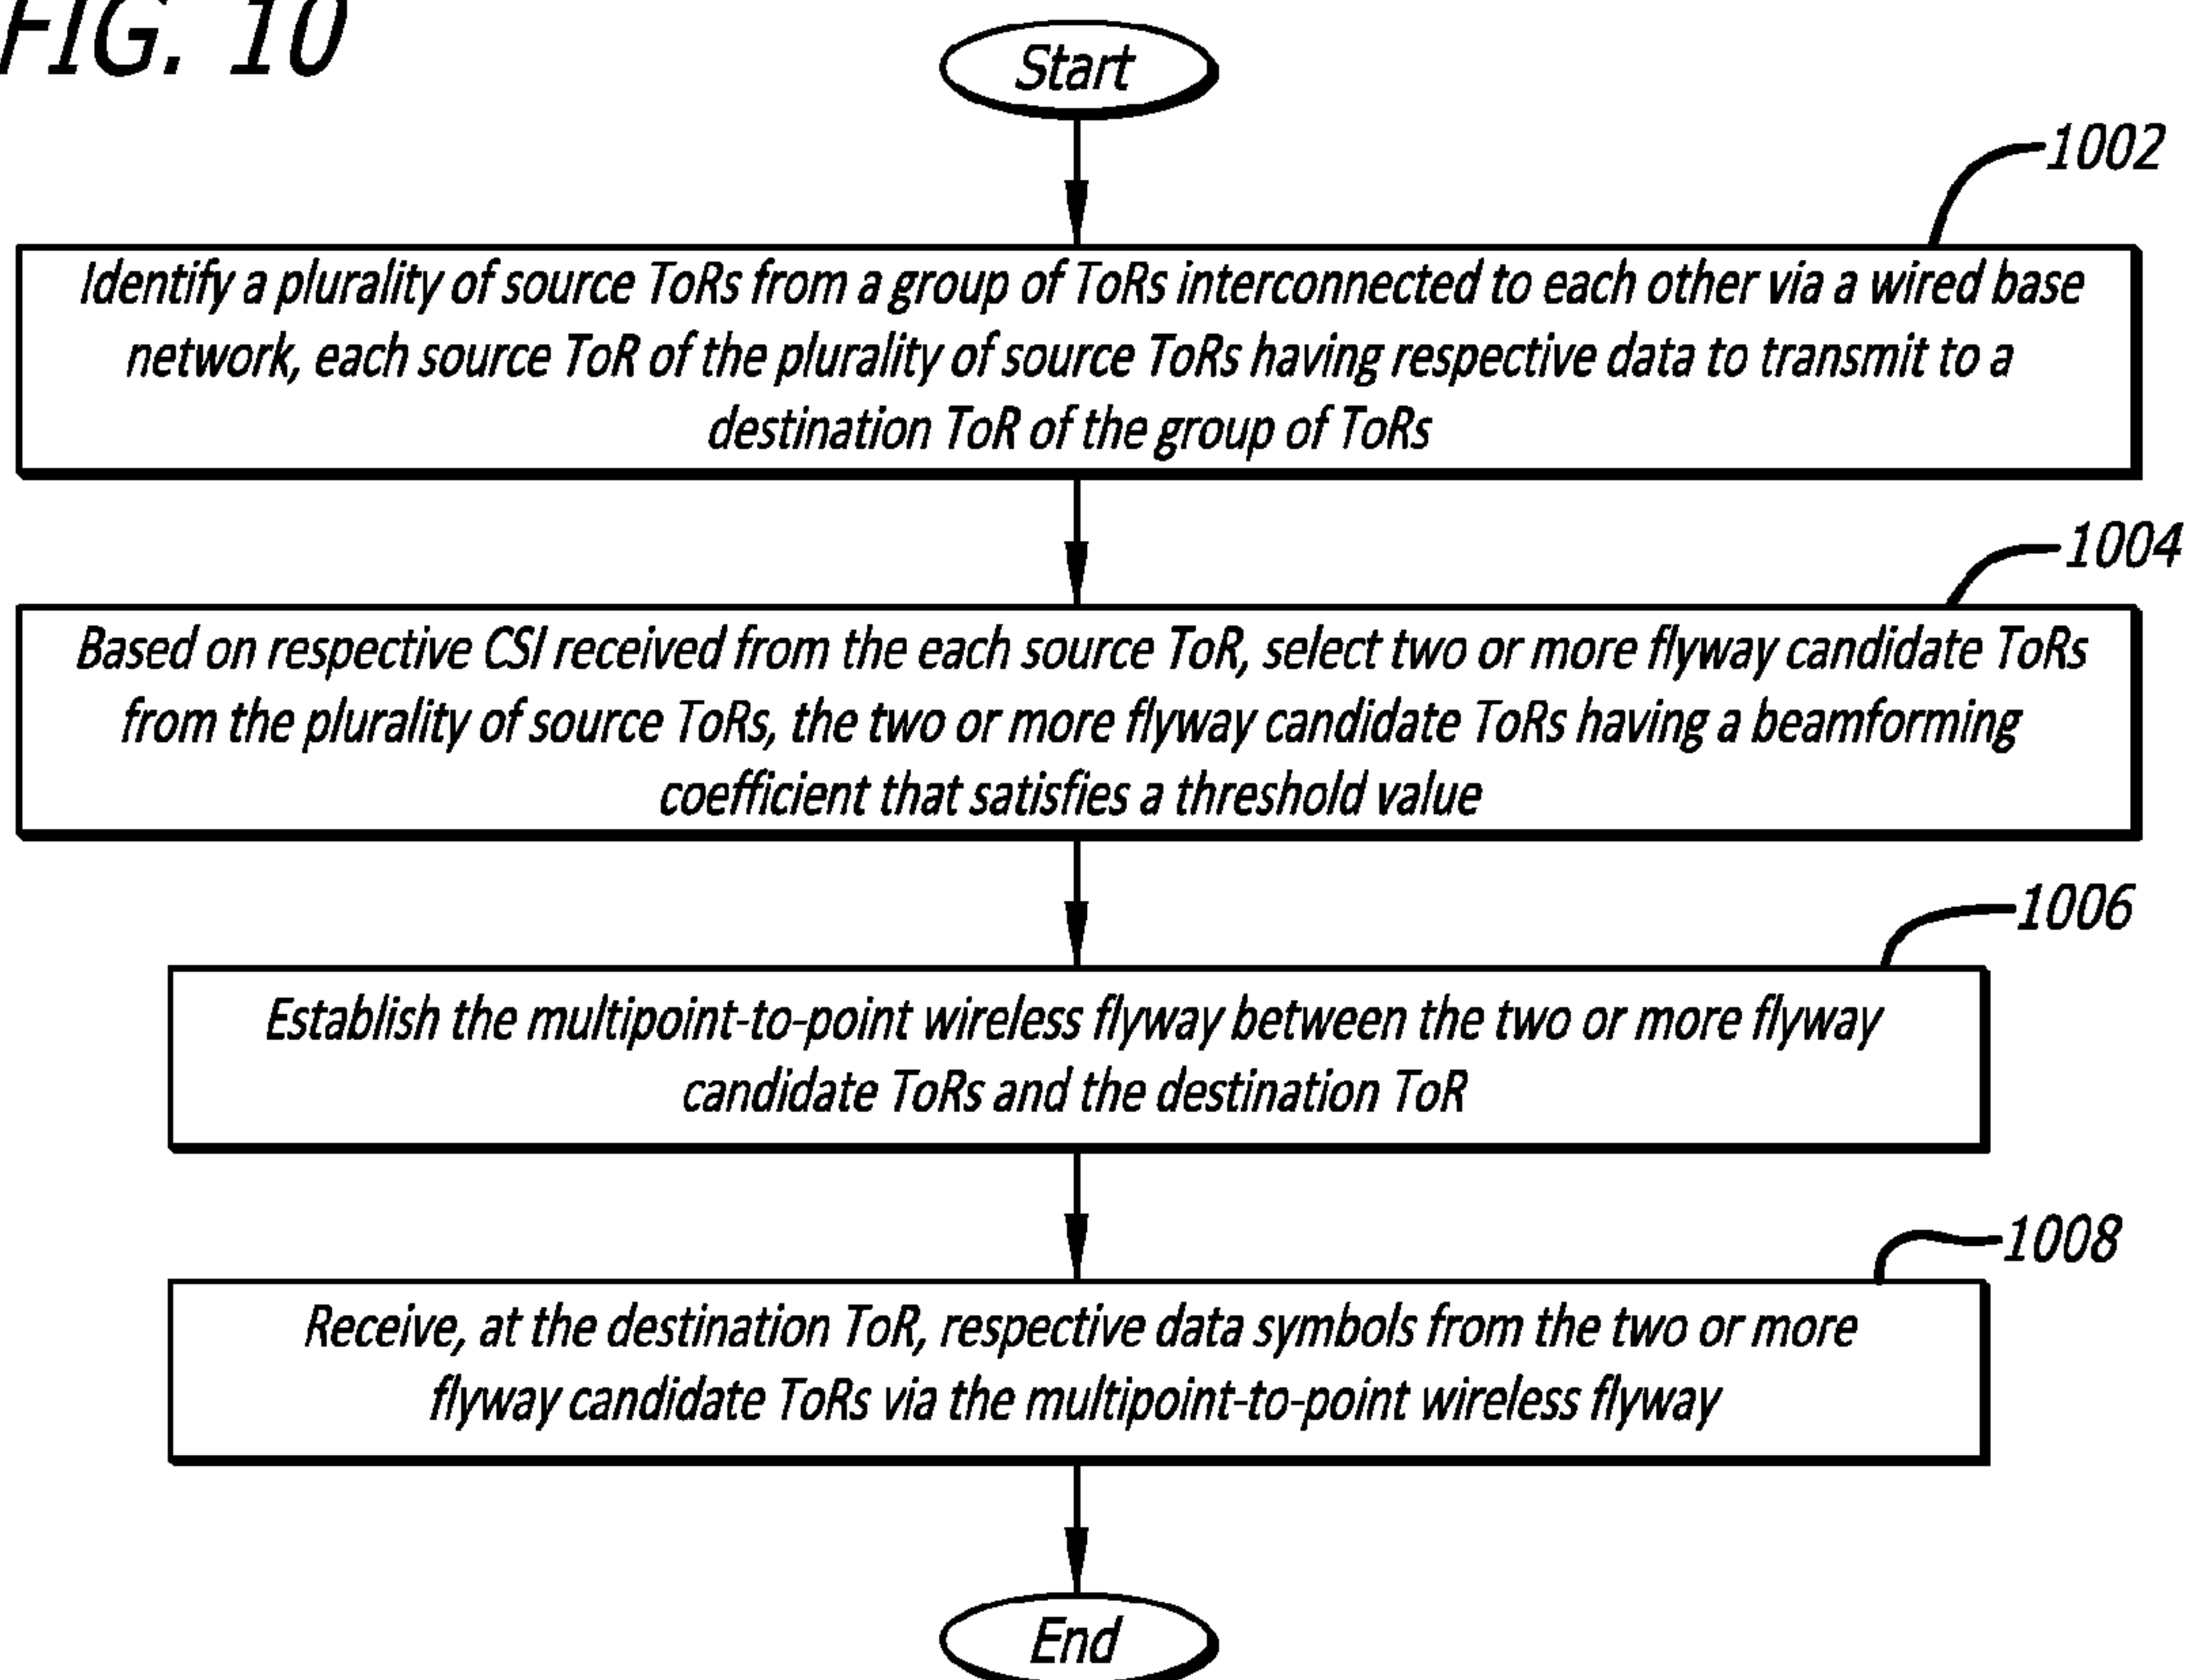 FIG. 10
Start
1002
Identify a plurality of source ToRs from a group of ToRs interconnected to each other via a wired base
network, each source ToR of the plurality of source ToRs having respective data to transmit to a
destination ToR of the group of ToRs
1004
Based on respective CSI received from the each source ToR, select two or more flyway candidate ToRs
from the plurality of source ToRs, the two or more flyway candidate ToRs having a beamforming
coefficient that satisfies a threshold value
1006
Establish the multipoint-to-point wireless flyway between the two or more flyway
candidate ToRs and the destination ToR
1008
Receive, at the destination ToR, respective data symbols from the two or more
flyway candidate ToRs via the multipoint-to-point wireless flyway
End